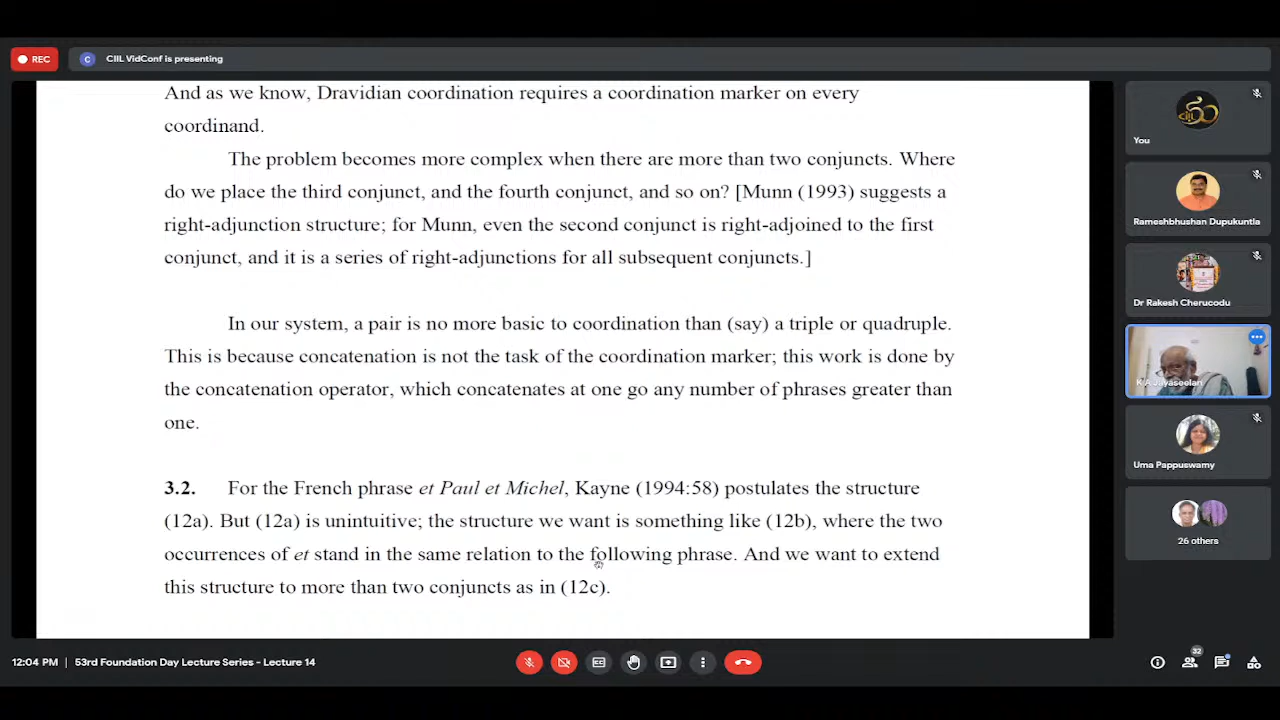 REC
C CIIL VidConf is presenting
And as we know, Dravidian coordination requires a coordination marker on every
coordinand.
The problem becomes more complex when there are more than two conjuncts. Where
do we place the third conjunct, and the fourth conjunct, and so on? [Munn (1993) suggests a
right-adjunction structure; for Munn, even the second conjunct is right-adjoined to the first
conjunct, and it is a series of right-adjunctions for all subsequent conjuncts.]
In our system, a pair is no more basic to coordination than (say) a triple or quadruple.
This is because concatenation is not the task of the coordination marker; this work is done by
the concatenation operator, which concatenates at one go any number of phrases greater than
one.
3.2. For the French phrase et Paul et Michel, Kayne (1994:58) postulates the structure
(12a). But (12a) is unintuitive; the structure we want is something like (12b), where the two
occurrences of et stand in the same relation to the following phrase. And we want to extend
this structure to more than two conjuncts as in (12c).
You
Rameshbhushan Dupukuntla
Dr Rakesh Cherucodu
K A Jayaseelan
Uma Pappuswamy
26 others
12:04 PM | 53rd Foundation Day Lecture Series - Lecture 14
32